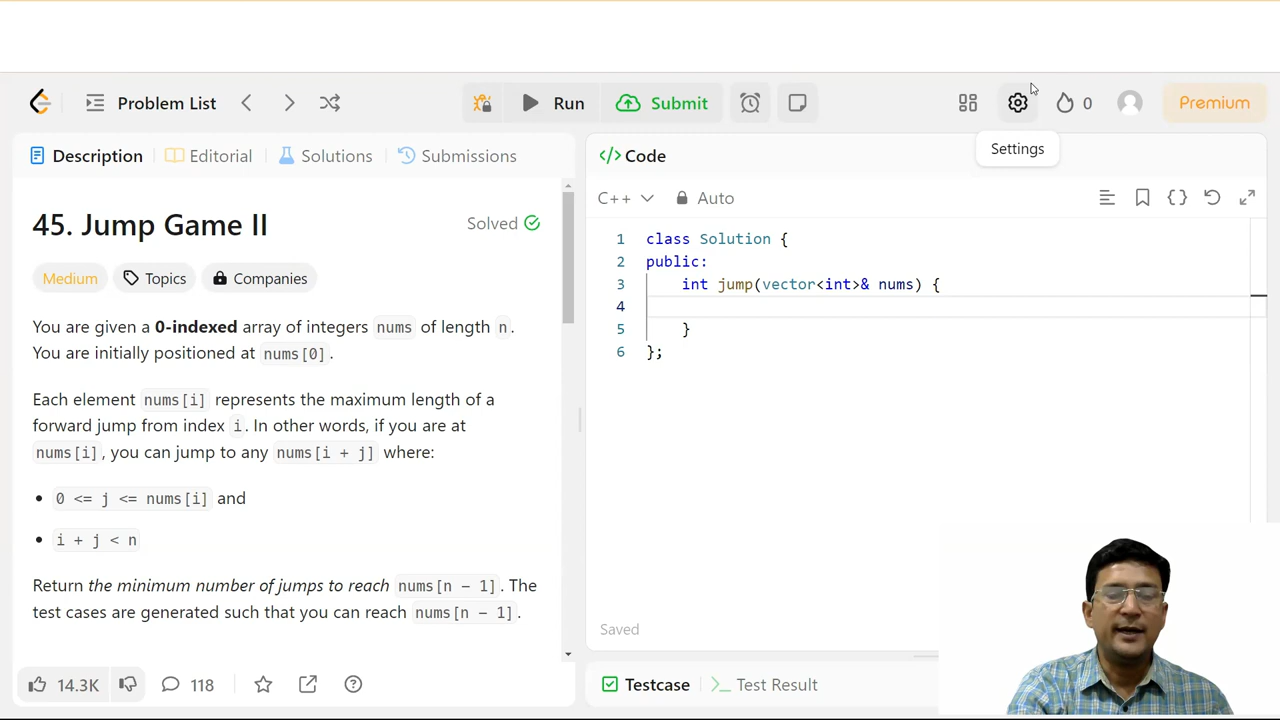 Problem List
Run
Submit
0
Premium
Settings
Description
Editorial
Solutions
Submissions
45. Jump Game II
Solved
Medium
Topics
Companies
You are given a 0-indexed array of integers nums of length n.
You are initially positioned at nums[0].
Each element nums[i] represents the maximum length of a
forward jump from index i. In other words, if you are at
nums[i], you can jump to any nums[i + j] where:
• 0 <= j <= nums[i] and
• i + j < n
Return the minimum number of jumps to reach nums[n - 1]. The
test cases are generated such that you can reach nums[n - 1].
14.3K
118
</> Code
C++
Auto
1 class Solution {
2 public:
3 int jump(vector<int>& nums) {
4
5 }
6 };
Saved
Testcase
>_ Test Result